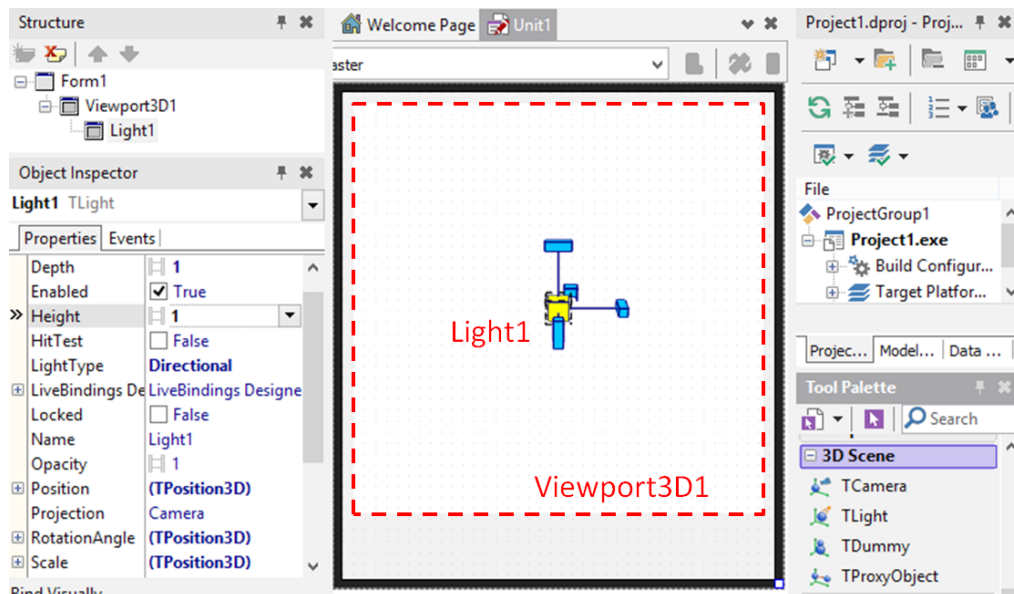 Structure
Form1
Viewport3D1
Light1
Object Inspector
Light1 TLight
Properties Events
Depth 1
Enabled True
Height 1
HitTest False
LightType Directional
LiveBindings De LiveBindings Designe
Locked False
Name Light1
Opacity 1
Position (TPosition3D)
Projection Camera
RotationAngle (TPosition3D)
Scale (TPosition3D)
Bind Visually
Welcome Page Unit1
aster
Light1
Viewport3D1
Project1.dproj - Proj...
File
ProjectGroup1
Project1.exe
Build Configur...
Target Platfor...
Projec... Model... Data ...
Tool Palette
Search
3D Scene
TCamera
TLight
TDummy
TProxyObject